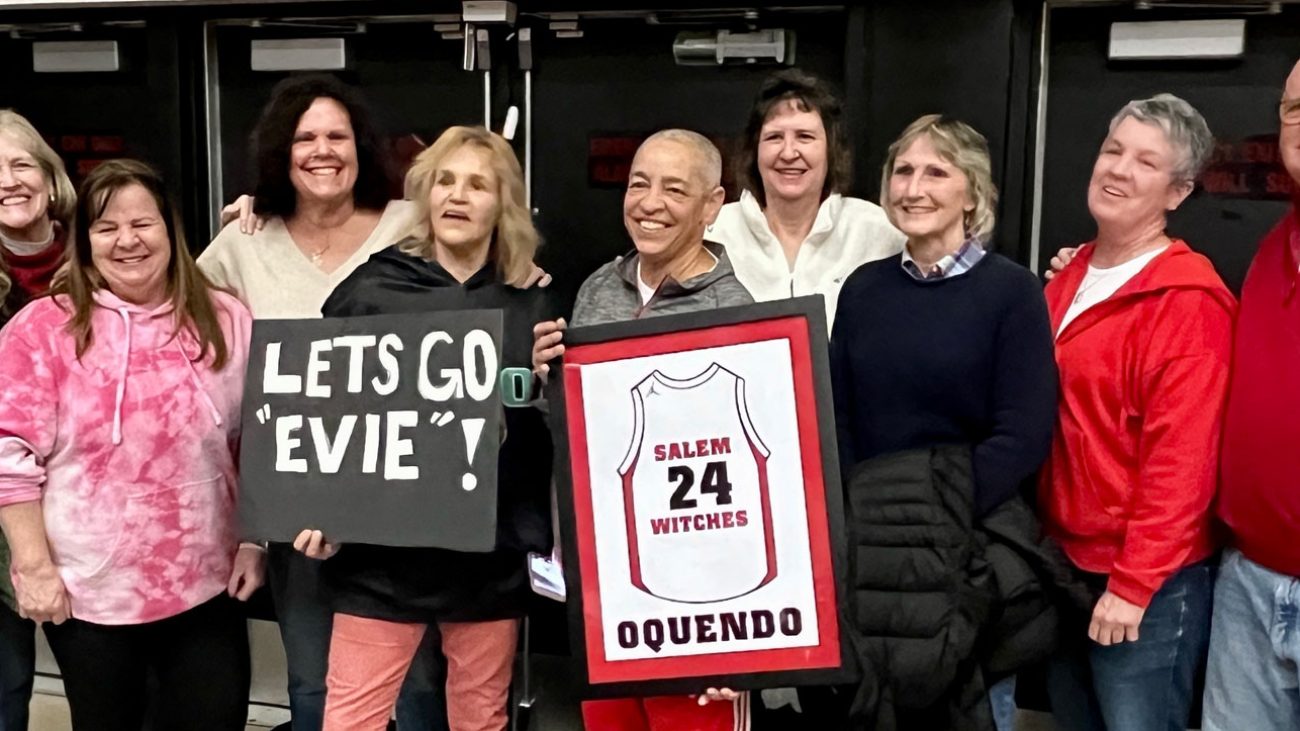 LETS GO
"EVIE"!
SALEM
24
WITCHES
OQUENDO